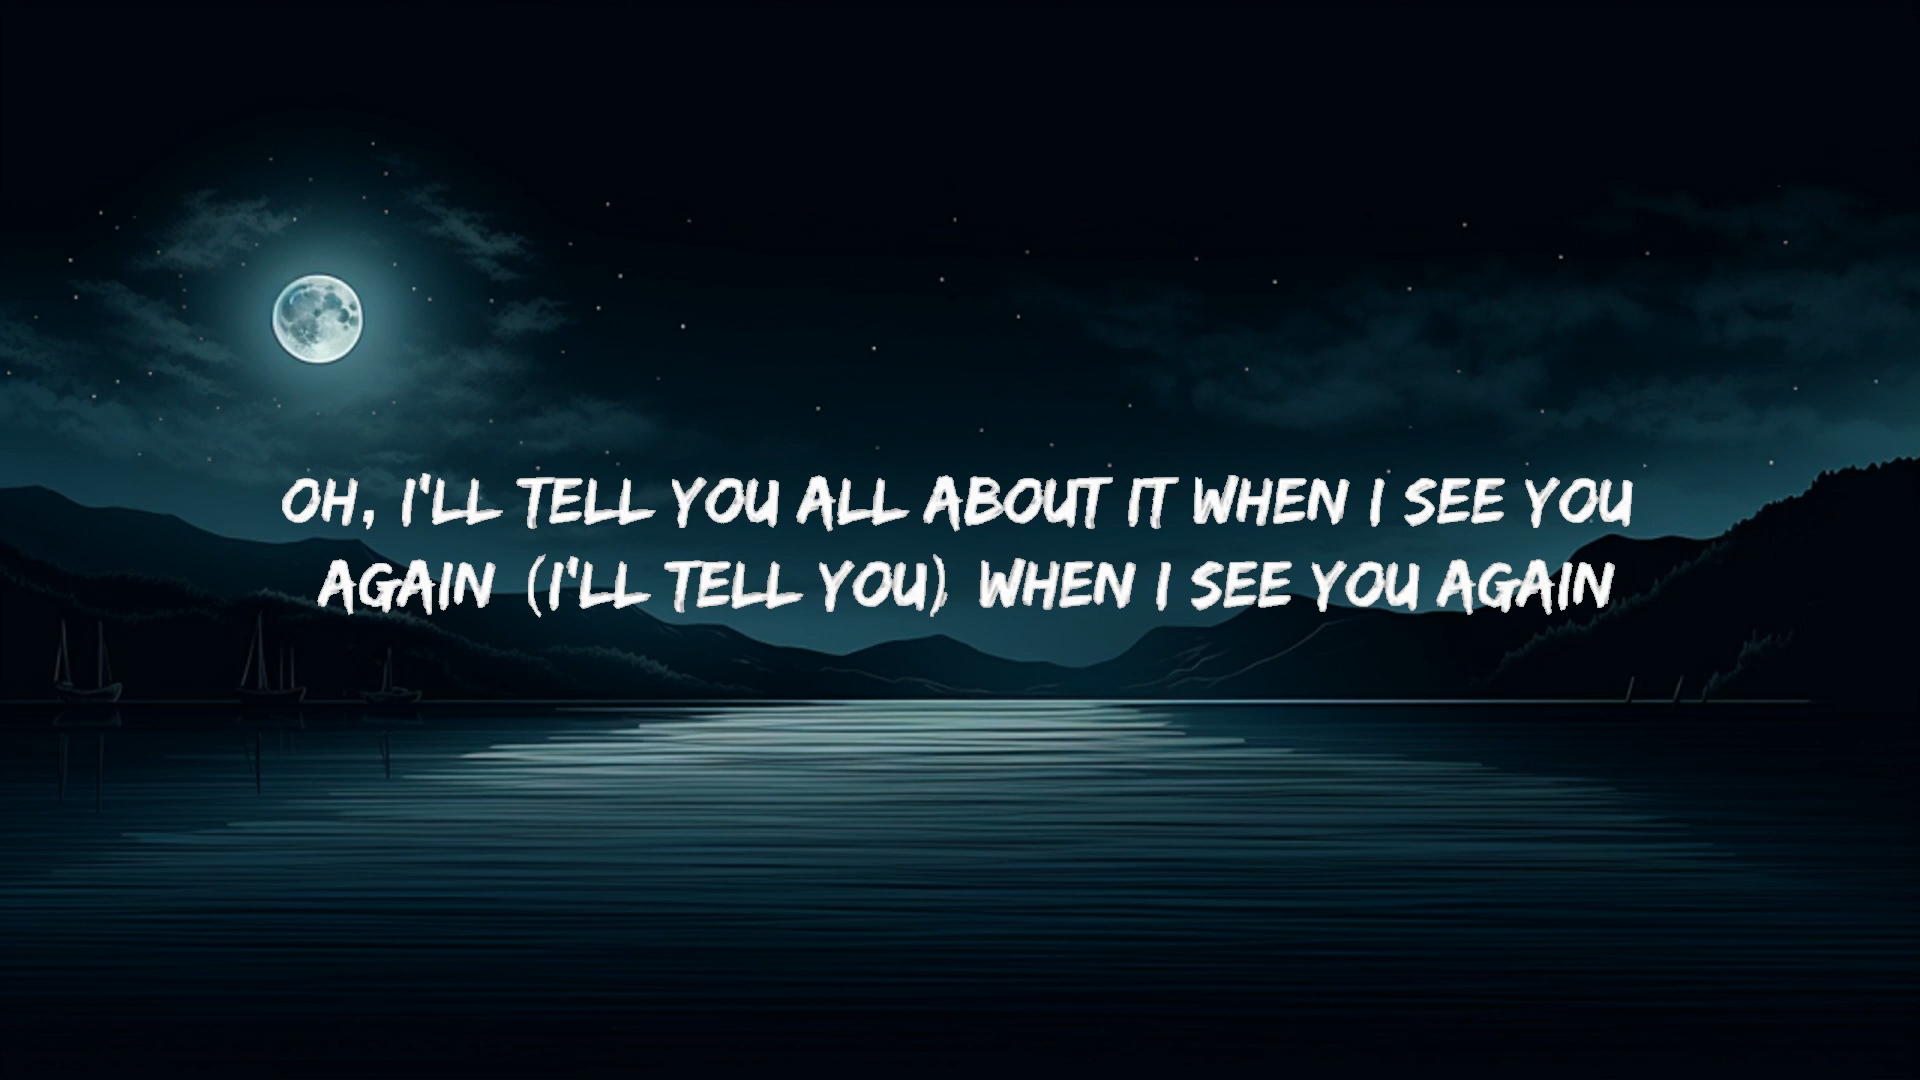 OH, I'LL TELL YOU ALL ABOUT IT WHEN I SEE YOU
AGAIN (I'LL TELL YOU) WHEN I SEE YOU AGAIN